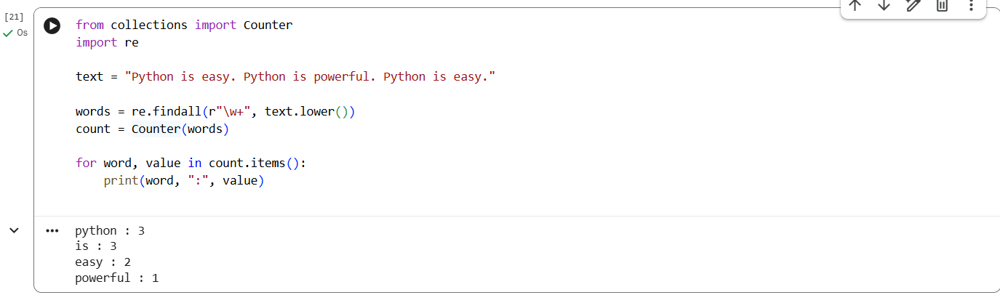 [21]
0s
from collections import Counter
import re
text = "Python is easy. Python is powerful. Python is easy."
words = re.findall(r"\w+", text.lower())
count = Counter(words)
for word, value in count.items():
    print(word, ":", value)
python : 3
is : 3
easy : 2
powerful : 1